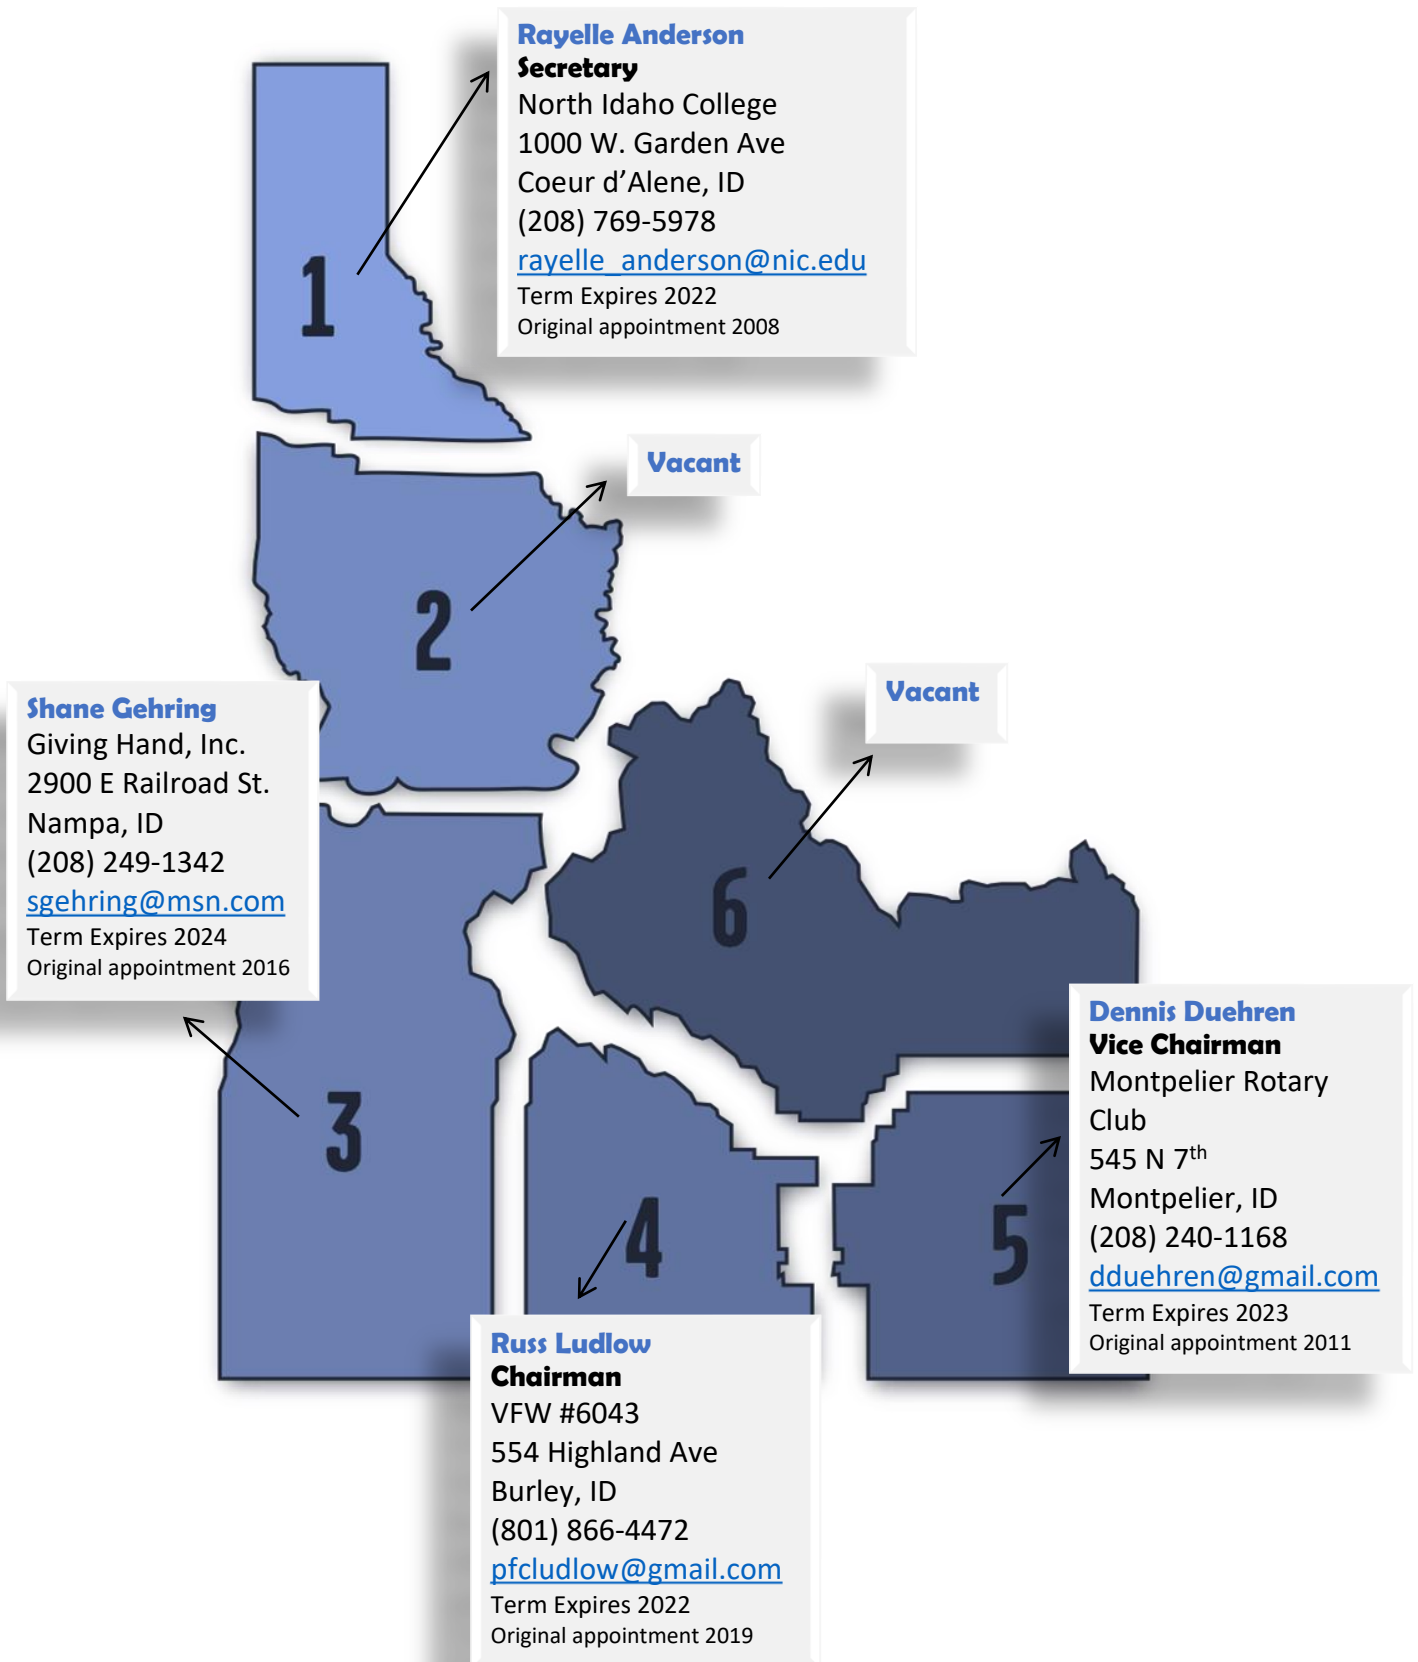 Rayelle Anderson
Secretary
North Idaho College
1000 W. Garden Ave
Coeur d’Alene, ID
(208) 769-5978
rayelle_anderson@nic.edu
Term Expires 2022
Original appointment 2008
1
Vacant
2
Shane Gehring
Giving Hand, Inc.
2900 E Railroad St.
Nampa, ID
(208) 249-1342
sgehring@msn.com
Term Expires 2024
Original appointment 2016
3
Vacant
6
Dennis Duehren
Vice Chairman
Montpelier Rotary
Club
545 N 7th
Montpelier, ID
(208) 240-1168
dduehren@gmail.com
Term Expires 2023
Original appointment 2011
5
4
Russ Ludlow
Chairman
VFW #6043
554 Highland Ave
Burley, ID
(801) 866-4472
pfcludlow@gmail.com
Term Expires 2022
Original appointment 2019